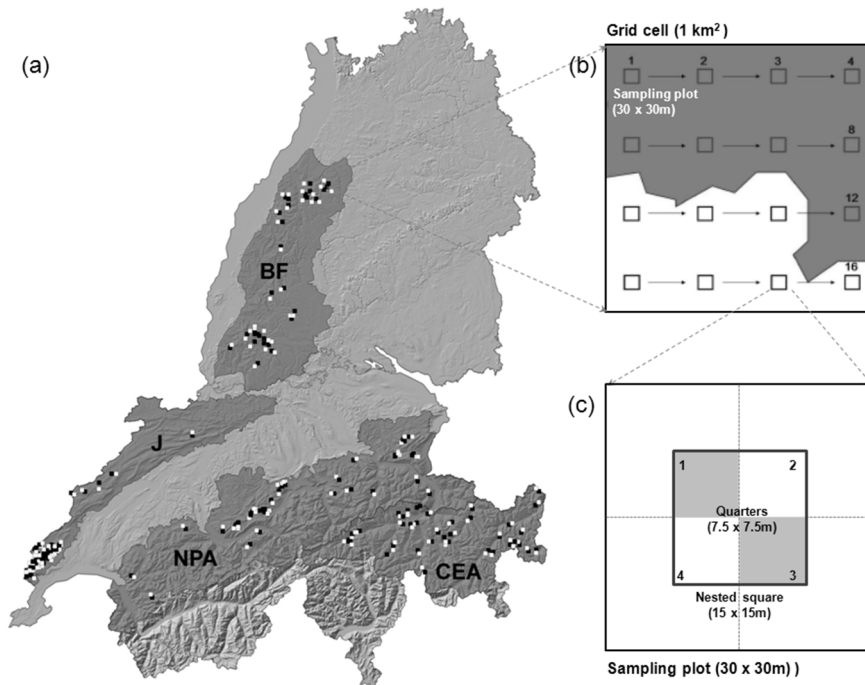 (a)
BF
J
NPA
CEA
(b)
Grid cell (1 km²)
1 2 3 4
Sampling plot
(30 x 30m)
8
12
16
(c)
1 2
Quarters
(7.5 x 7.5m)
4 3
Nested square
(15 x 15m)
Sampling plot (30 x 30m) )